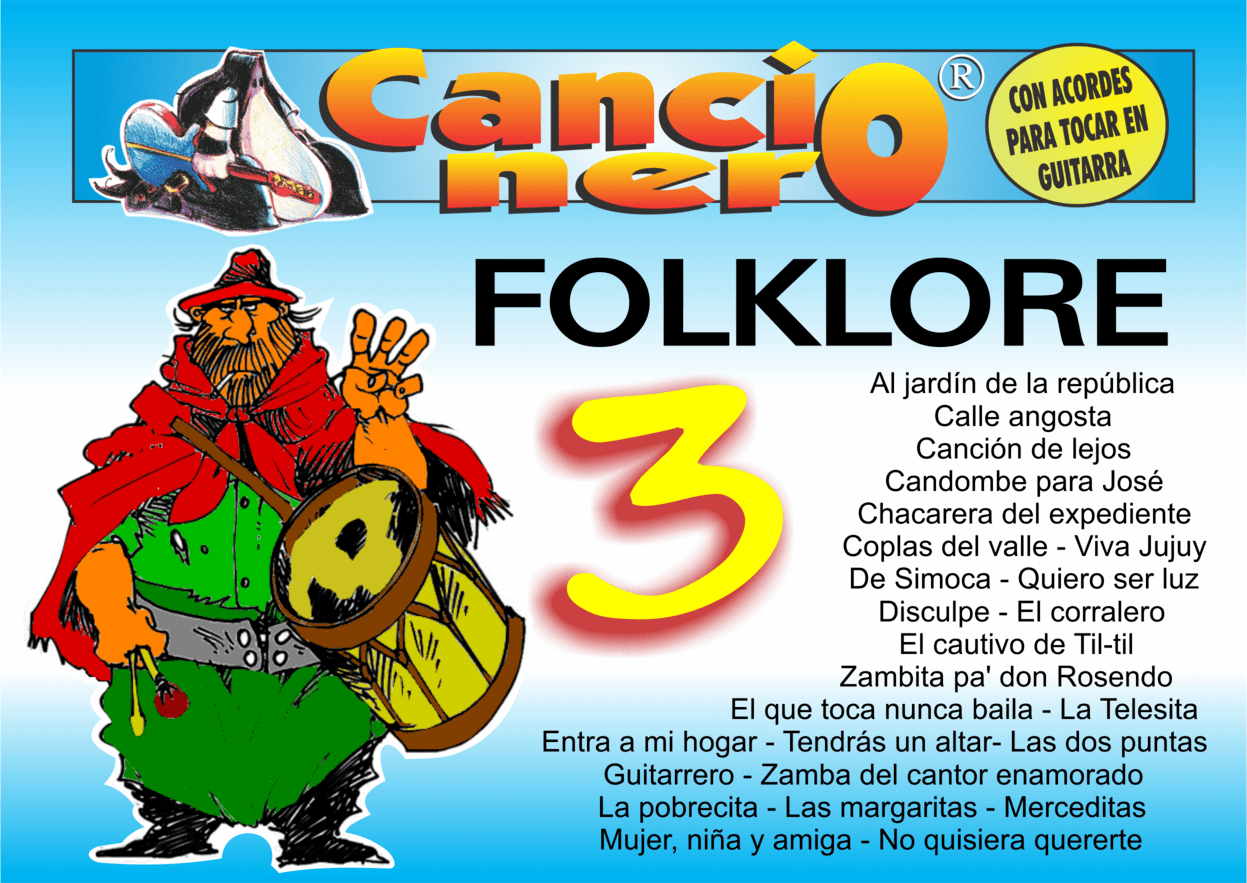 Cancio
nero
®
CON ACORDES
PARA TOCAR EN
GUITARRA
FOLKLORE
3
Al jardín de la república
Calle angosta
Canción de lejos
Candombe para José
Chacarera del expediente
Coplas del valle - Viva Jujuy
De Simoca - Quiero ser luz
Disculpe - El corralero
El cautivo de Til-til
Zambita pa' don Rosendo
El que toca nunca baila - La Telesita
Entra a mi hogar - Tendrás un altar- Las dos puntas
Guitarrero - Zamba del cantor enamorado
La pobrecita - Las margaritas - Merceditas
Mujer, niña y amiga - No quisiera quererte